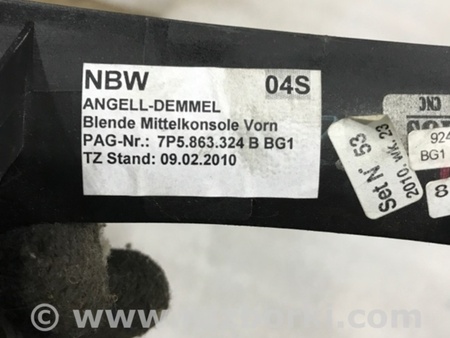 NBW 04S
ANGELL-DEMMEL
Blende Mittelkonsole Vorn
PAG-Nr.: 7P5.863.324 B BG1
TZ Stand: 09.02.2010
CNC
Set N° 53
2010. wk. 23
924
BG1